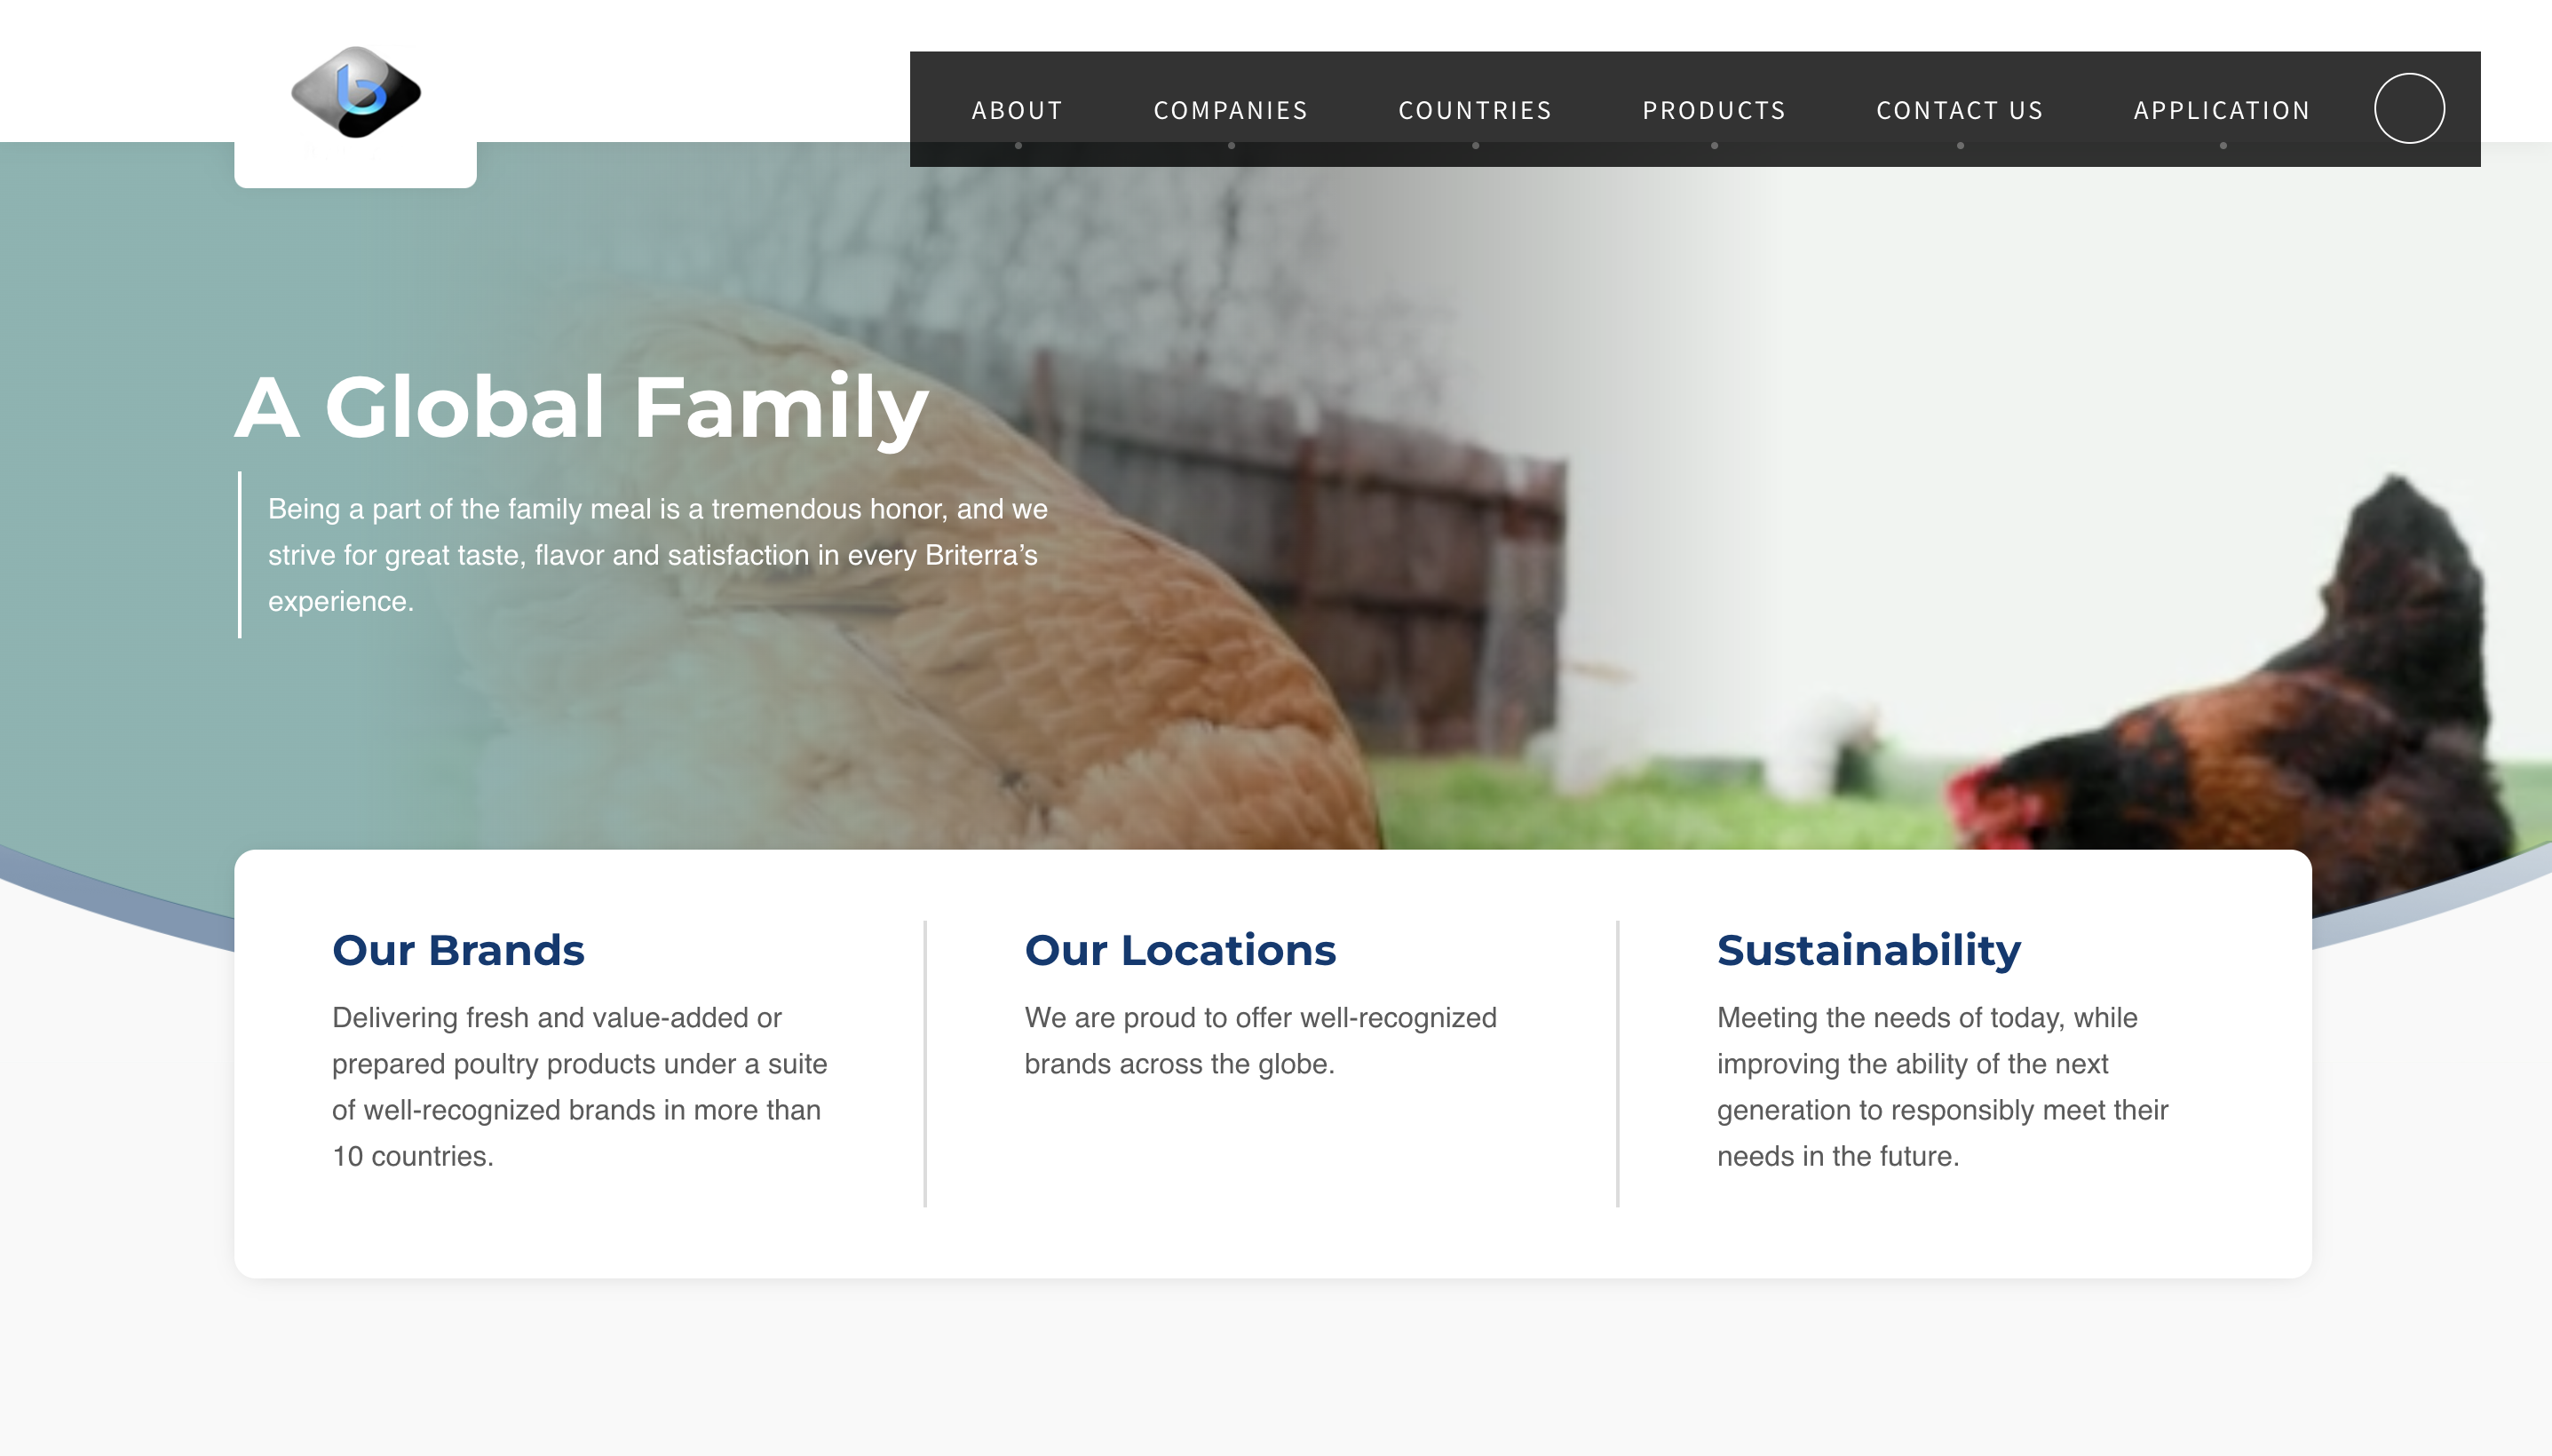 b
ABOUT COMPANIES COUNTRIES PRODUCTS CONTACT US APPLICATION
A Global Family
Being a part of the family meal is a tremendous honor, and we
strive for great taste, flavor and satisfaction in every Briterra’s
experience.
Our Brands
Delivering fresh and value-added or
prepared poultry products under a suite
of well-recognized brands in more than
10 countries.
Our Locations
We are proud to offer well-recognized
brands across the globe.
Sustainability
Meeting the needs of today, while
improving the ability of the next
generation to responsibly meet their
needs in the future.